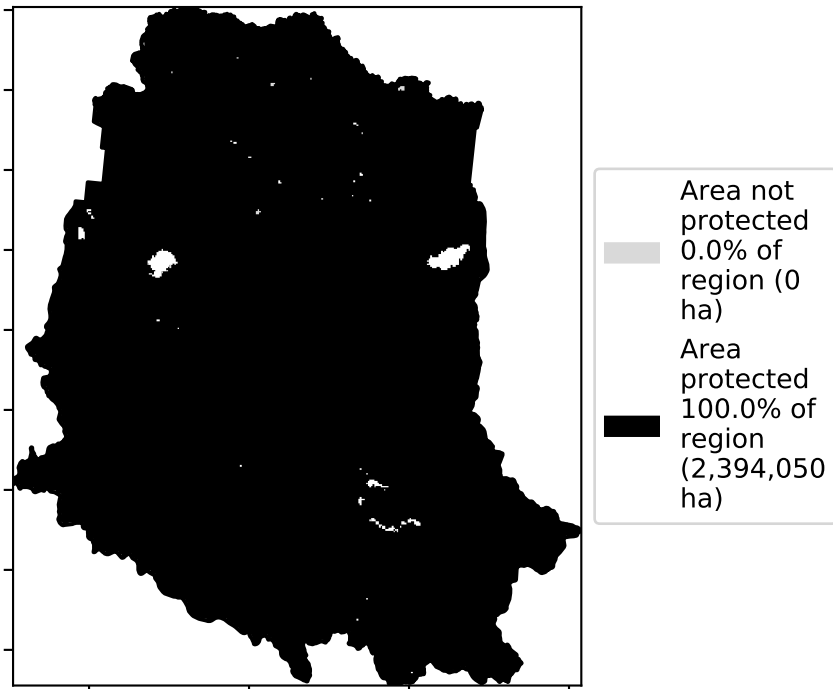 Area not
protected
0.0% of
region (0
ha)
Area
protected
100.0% of
region
(2,394,050
ha)